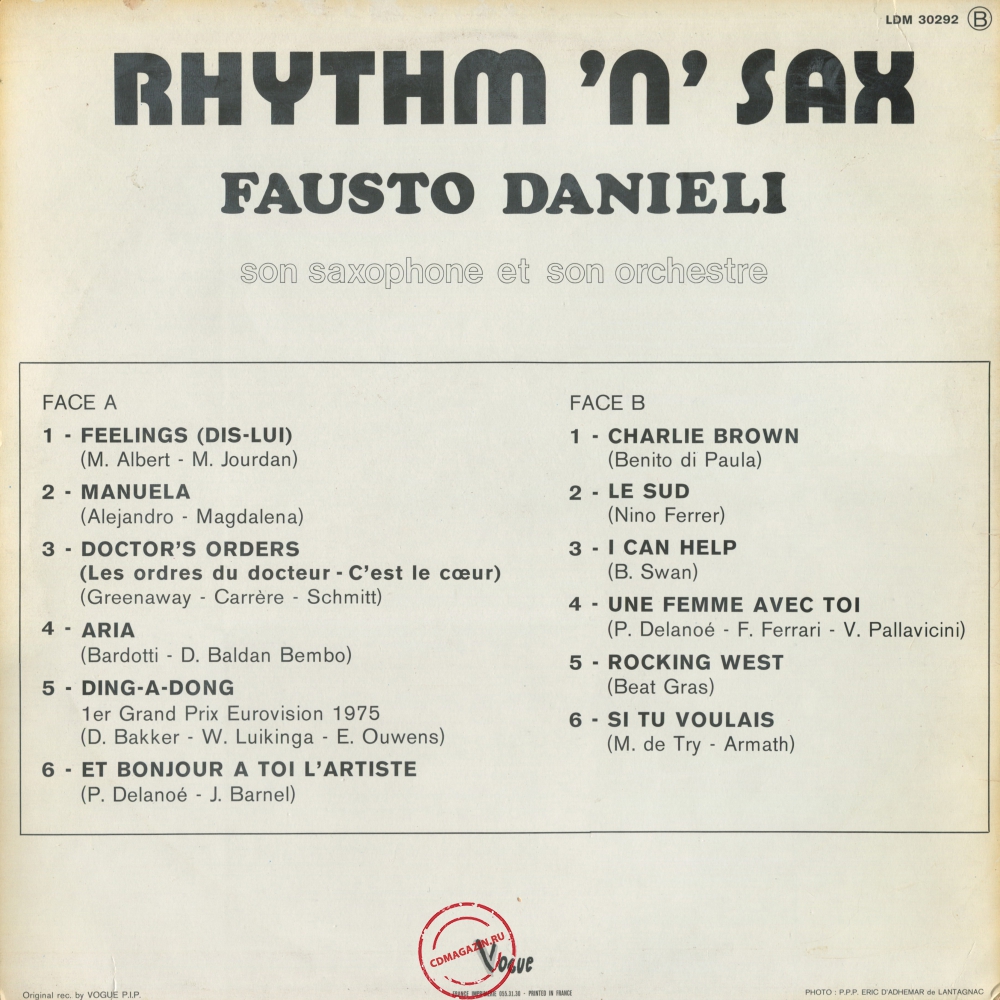 LDM 30292 B
RHYTHM 'N' SAX
FAUSTO DANIELI
son saxophone et son orchestre
FACE A
1 - FEELINGS (DIS-LUI)
(M. Albert - M. Jourdan)
2 - MANUELA
(Alejandro - Magdalena)
3 - DOCTOR'S ORDERS
(Les ordres du docteur - C'est le cœur)
(Greenaway - Carrère - Schmitt)
4 - ARIA
(Bardotti - D. Baldan Bembo)
5 - DING-A-DONG
1er Grand Prix Eurovision 1975
(D. Bakker - W. Luikinga - E. Ouwens)
6 - ET BONJOUR A TOI L'ARTISTE
(P. Delanoé - J. Barnel)
FACE B
1 - CHARLIE BROWN
(Benito di Paula)
2 - LE SUD
(Nino Ferrer)
3 - I CAN HELP
(B. Swan)
4 - UNE FEMME AVEC TOI
(P. Delanoé - F. Ferrari - V. Pallavicini)
5 - ROCKING WEST
(Beat Gras)
6 - SI TU VOULAIS
(M. de Try - Armath)
CDMAGAZIN.RU
Vogue
Original rec. by VOGUE P.I.P.
PRINTED IN FRANCE
PHOTO : P.P.P. ERIC D'ADHEMAR de LANTAGNAC